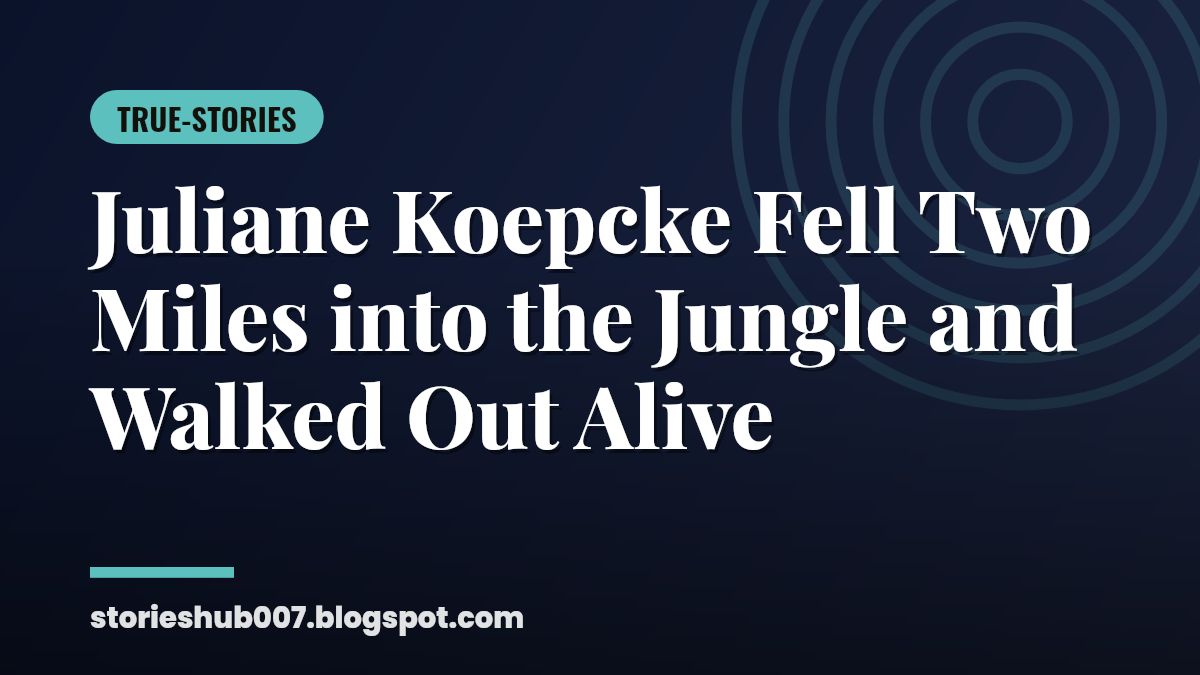 TRUE-STORIES
Juliane Koepcke Fell Two
Miles into the Jungle and
Walked Out Alive
storieshub007.blogspot.com